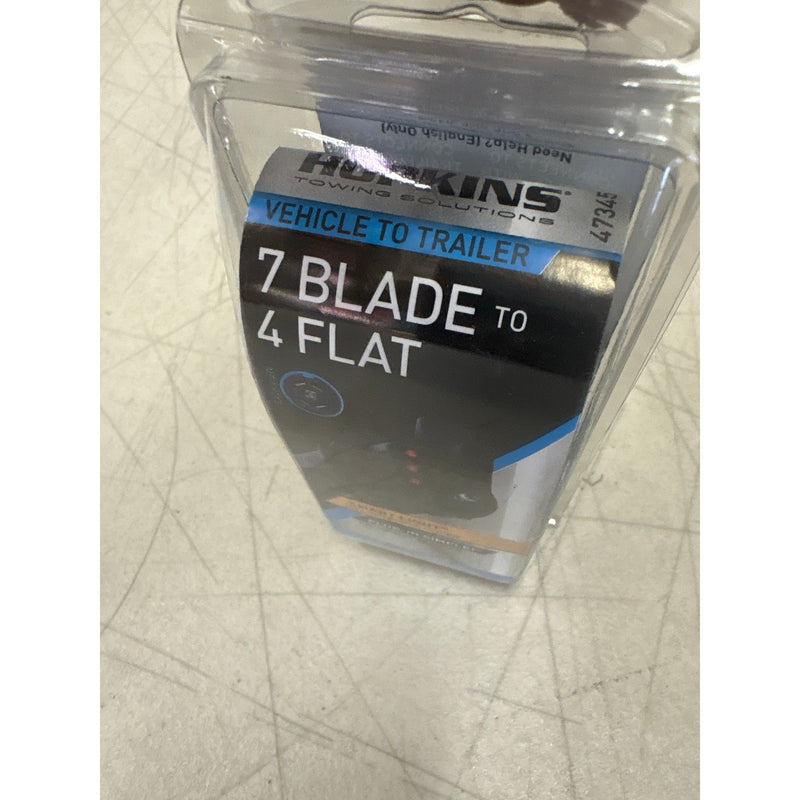 Need Help? (English Only)
HOPKINS
TOWING SOLUTIONS
47345
VEHICLE TO TRAILER
7 BLADE TO
4 FLAT